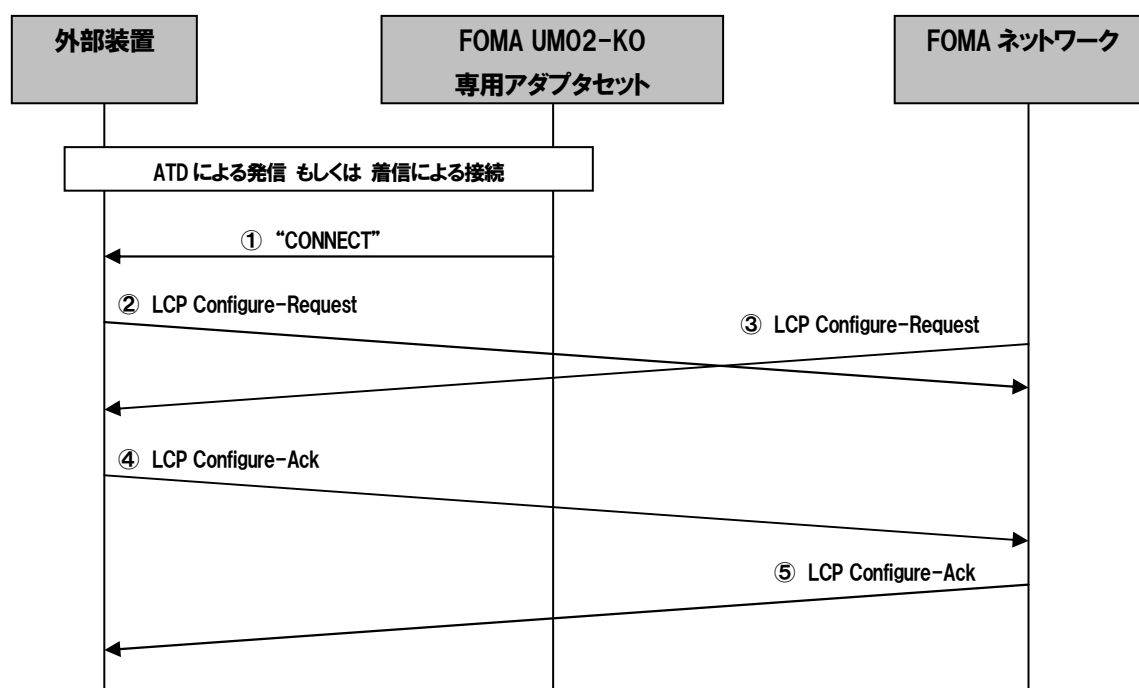 外部装置
FOMA UM02-KO
専用アダプタセット
FOMA ネットワーク
ATD による発信 もしくは 着信による接続
① “CONNECT”
② LCP Configure-Request
③ LCP Configure-Request
④ LCP Configure-Ack
⑤ LCP Configure-Ack